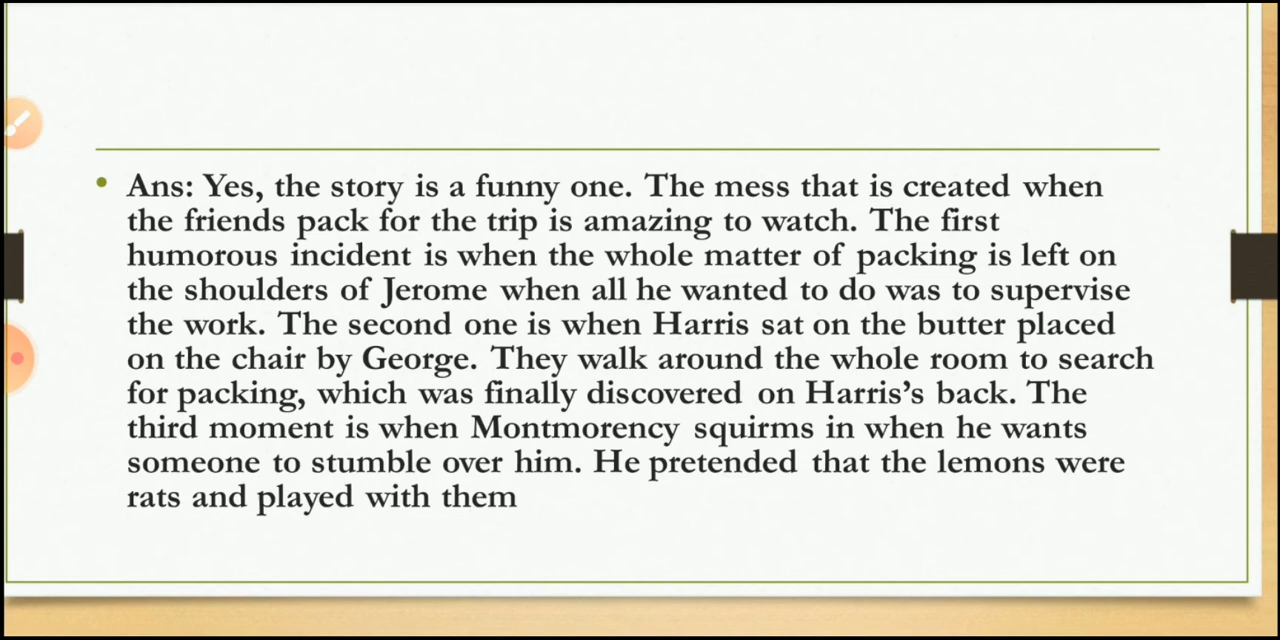 Ans: Yes, the story is a funny one. The mess that is created when
the friends pack for the trip is amazing to watch. The first
humorous incident is when the whole matter of packing is left on
the shoulders of Jerome when all he wanted to do was to supervise
the work. The second one is when Harris sat on the butter placed
on the chair by George. They walk around the whole room to search
for packing, which was finally discovered on Harris’s back. The
third moment is when Montmorency squirms in when he wants
someone to stumble over him. He pretended that the lemons were
rats and played with them